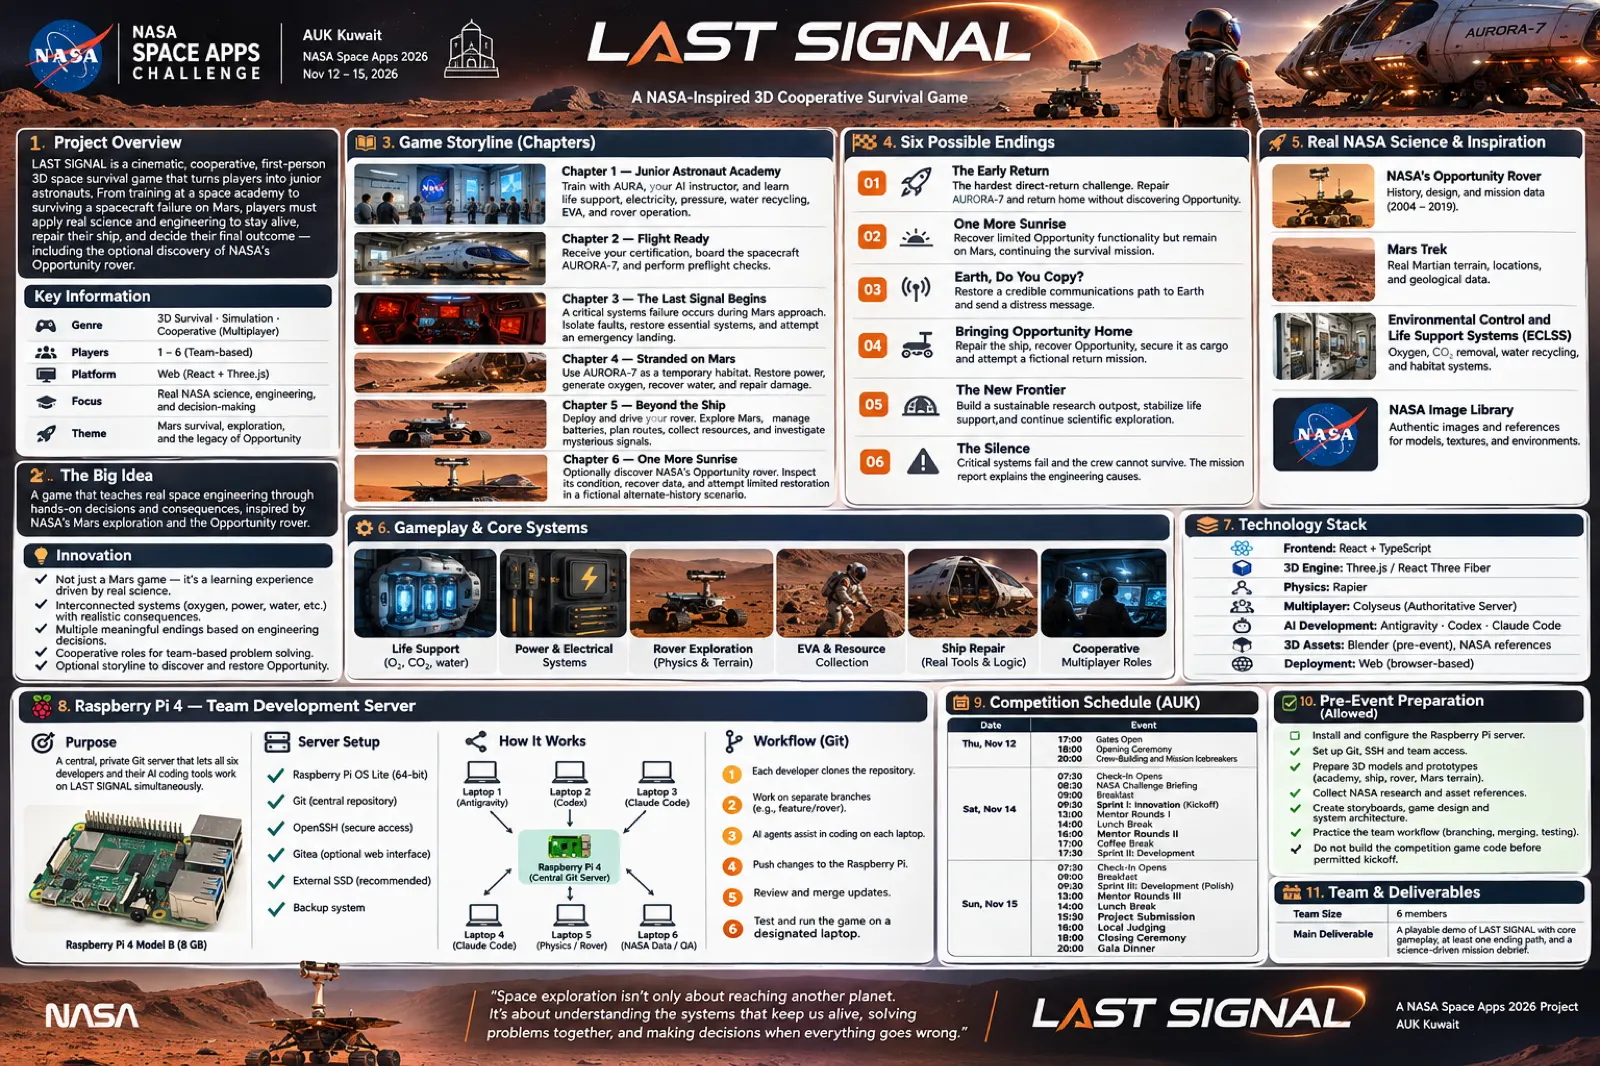 NASA
NASA
SPACE APPS
CHALLENGE
AUK Kuwait
NASA Space Apps 2026
Nov 12 – 15, 2026
LAST SIGNAL
A NASA-Inspired 3D Cooperative Survival Game
AURORA-7
1. Project Overview
LAST SIGNAL is a cinematic, cooperative, first-person
3D space survival game that turns players into junior
astronauts. From training at a space academy to
surviving a spacecraft failure on Mars, players must
apply real science and engineering to stay alive,
repair their ship, and decide their final outcome —
including the optional discovery of NASA's
Opportunity rover.
Key Information
Genre
3D Survival · Simulation ·
Cooperative (Multiplayer)
Players
1 – 6 (Team-based)
Platform
Web (React + Three.js)
Focus
Real NASA science, engineering,
and decision-making
Theme
Mars survival, exploration,
and the legacy of Opportunity
2. The Big Idea
A game that teaches real space engineering through
hands-on decisions and consequences, inspired by
NASA's Mars exploration and the Opportunity rover.
Innovation
Not just a Mars game — it's a learning experience
driven by real science.
Interconnected systems (oxygen, power, water, etc.)
with realistic consequences.
Multiple meaningful endings based on engineering
decisions.
Cooperative roles for team-based problem solving.
Optional storyline to discover and restore Opportunity.
3. Game Storyline (Chapters)
NASA
Chapter 1 — Junior Astronaut Academy
Train with AURA, your AI instructor, and learn
life support, electricity, pressure, water recycling,
EVA, and rover operation.
Chapter 2 — Flight Ready
Receive your certification, board the spacecraft
AURORA-7, and perform preflight checks.
Chapter 3 — The Last Signal Begins
A critical systems failure occurs during Mars approach.
Isolate faults, restore essential systems, and attempt
an emergency landing.
Chapter 4 — Stranded on Mars
Use AURORA-7 as a temporary habitat. Restore power,
generate oxygen, recover water, and repair damage.
Chapter 5 — Beyond the Ship
Deploy and drive your rover. Explore Mars, manage
batteries, plan routes, collect resources, and investigate
mysterious signals.
Chapter 6 — One More Sunrise
Optionally discover NASA's Opportunity rover. Inspect
its condition, recover data, and attempt limited restoration
in a fictional alternate-history scenario.
4. Six Possible Endings
01
The Early Return
The hardest direct-return challenge. Repair
AURORA-7 and return home without discovering Opportunity.
02
One More Sunrise
Recover limited Opportunity functionality but remain
on Mars, continuing the survival mission.
03
Earth, Do You Copy?
Restore a credible communications path to Earth
and send a distress message.
04
Bringing Opportunity Home
Repair the ship, recover Opportunity, secure it as cargo
and attempt a fictional return mission.
05
The New Frontier
Build a sustainable research outpost, stabilize life
support,and continue scientific exploration.
06
The Silence
Critical systems fail and the crew cannot survive. The mission
report explains the engineering causes.
5. Real NASA Science & Inspiration
NASA's Opportunity Rover
History, design, and mission data
(2004 – 2019).
Mars Trek
Real Martian terrain, locations,
and geological data.
Environmental Control and
Life Support Systems (ECLSS)
Oxygen, CO₂ removal, water recycling,
and habitat systems.
NASA
NASA Image Library
Authentic images and references
for models, textures, and environments.
6. Gameplay & Core Systems
Life Support
(O₂, CO₂, water)
Power & Electrical
Systems
Rover Exploration
(Physics & Terrain)
EVA & Resource
Collection
Ship Repair
(Real Tools & Logic)
Cooperative
Multiplayer Roles
7. Technology Stack
Frontend: React + TypeScript
3D Engine: Three.js / React Three Fiber
Physics: Rapier
Multiplayer: Colyseus (Authoritative Server)
AI Development: Antigravity · Codex · Claude Code
3D Assets: Blender (pre-event), NASA references
Deployment: Web (browser-based)
8. Raspberry Pi 4 — Team Development Server
Purpose
A central, private Git server that lets all six
developers and their AI coding tools work
on LAST SIGNAL simultaneously.
Raspberry Pi 4 Model B (8 GB)
Server Setup
Raspberry Pi OS Lite (64-bit)
Git (central repository)
OpenSSH (secure access)
Gitea (optional web interface)
External SSD (recommended)
Backup system
How It Works
Laptop 1
(Antigravity)
Laptop 2
(Codex)
Laptop 3
(Claude Code)
Raspberry Pi 4
(Central Git Server)
Laptop 4
(Claude Code)
Laptop 5
(Physics / Rover)
Laptop 6
(NASA Data / QA)
Workflow (Git)
1 Each developer clones the repository.
2 Work on separate branches
(e.g., feature/rover).
3 AI agents assist in coding on each laptop.
4 Push changes to the Raspberry Pi.
5 Review and merge updates.
6 Test and run the game on a
designated laptop.
9. Competition Schedule (AUK)
Date Event
Thu, Nov 12
17:00 Gates Open
18:00 Opening Ceremony
20:00 Crew-Building and Mission Icebreakers
Sat, Nov 14
07:30 Check-In Opens
08:30 NASA Challenge Briefing
09:00 Breakfast
09:30 Sprint I: Innovation (Kickoff)
13:00 Mentor Rounds I
14:00 Lunch Break
16:00 Mentor Rounds II
17:00 Coffee Break
17:30 Sprint II: Development
Sun, Nov 15
07:30 Check-In Opens
09:00 Breakfast
09:30 Sprint III: Development (Polish)
13:00 Mentor Rounds III
14:00 Lunch Break
15:30 Project Submission
16:00 Local Judging
18:00 Closing Ceremony
20:00 Gala Dinner
10. Pre-Event Preparation
(Allowed)
Install and configure the Raspberry Pi server.
Set up Git, SSH and team access.
Prepare 3D models and prototypes
(academy, ship, rover, Mars terrain).
Collect NASA research and asset references.
Create storyboards, game design and
system architecture.
Practice the team workflow (branching, merging, testing).
Do not build the competition game code before
permitted kickoff.
11. Team & Deliverables
Team Size
6 members
Main Deliverable
A playable demo of LAST SIGNAL with core
gameplay, at least one ending path, and a
science-driven mission debrief.
NASA
"Space exploration isn't only about reaching another planet.
It's about understanding the systems that keep us alive, solving
problems together, and making decisions when everything goes wrong."
LAST SIGNAL
A NASA Space Apps 2026 Project
AUK Kuwait